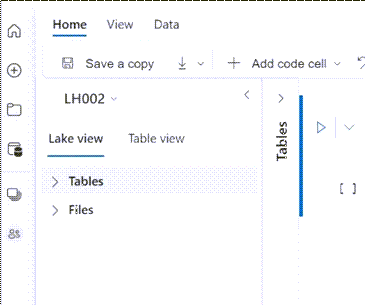 Home View Data
Save a copy Add code cell
LH002
Lake view Table view
Tables
Files
Tables
[ ]